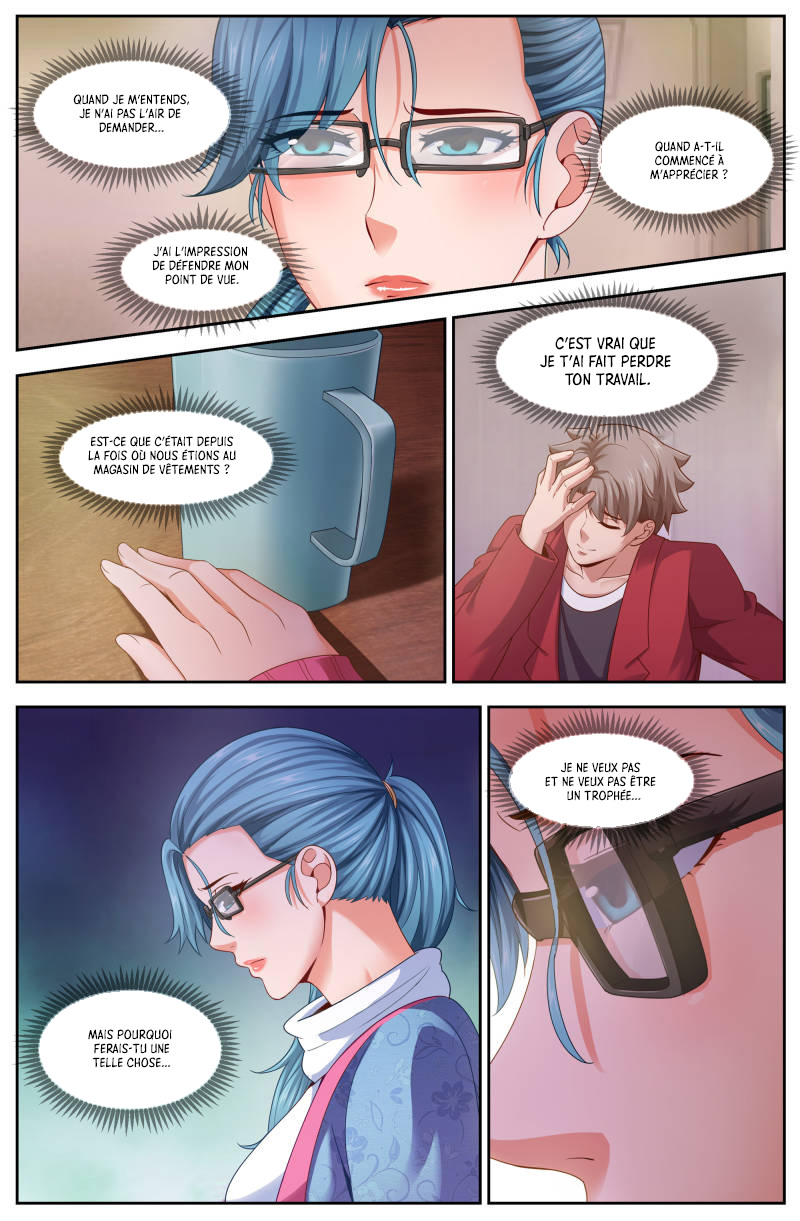 QUAND JE M'ENTENDS,
JE N'AI PAS L'AIR DE
DEMANDER...
QUAND A-T-IL
COMMENCÉ À
M'APPRÉCIER ?
J'AI L'IMPRESSION
DE DÉFENDRE MON
POINT DE VUE.
EST-CE QUE C'ÉTAIT DEPUIS
LA FOIS OÙ NOUS ÉTIONS AU
MAGASIN DE VÊTEMENTS ?
C'EST VRAI QUE
JE T'AI FAIT PERDRE
TON TRAVAIL.
MAIS POURQUOI
FERAIS-TU UNE
TELLE CHOSE...
JE NE VEUX PAS
ET NE VEUX PAS ÊTRE
UN TROPHÉE...